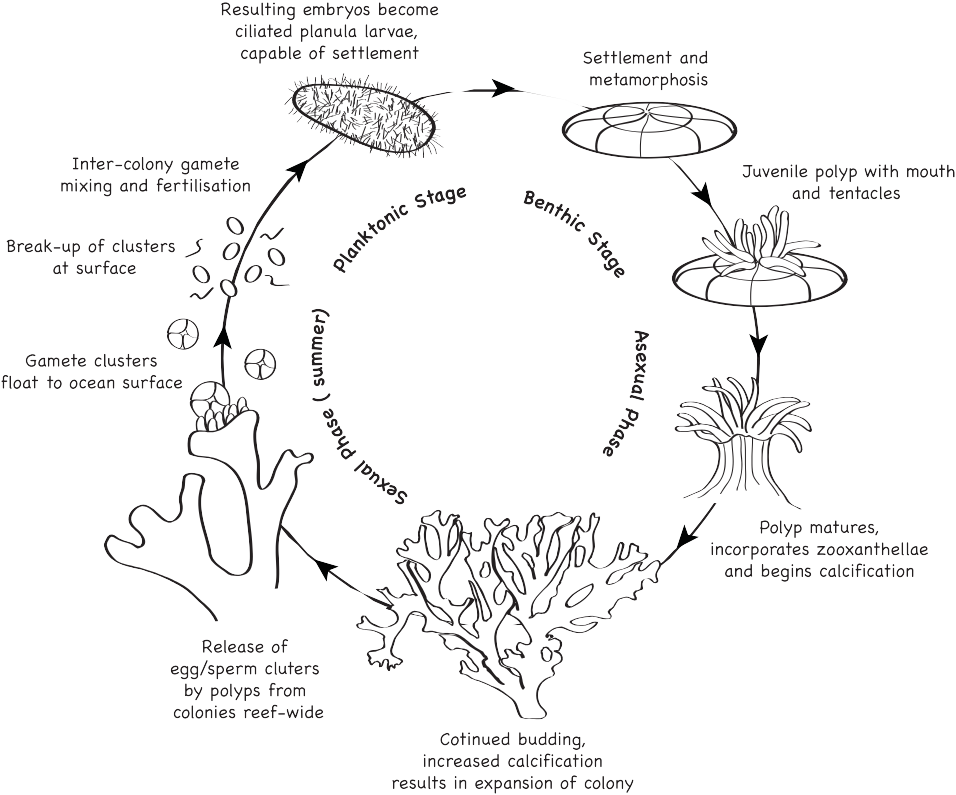 Resulting embryos become
ciliated planula larvae,
capable of settlement
Settlement and
metamorphosis
Juvenile polyp with mouth
and tentacles
Inter-colony gamete
mixing and fertilisation
Break-up of clusters
at surface
Gamete clusters
float to ocean surface
Planktonic Stage
Benthic Stage
Sexual Phase ( summer)
Asexual Phase
Polyp matures,
incorporates zooxanthellae
and begins calcification
Release of
egg/sperm cluters
by polyps from
colonies reef-wide
Cotinued budding,
increased calcification
results in expansion of colony